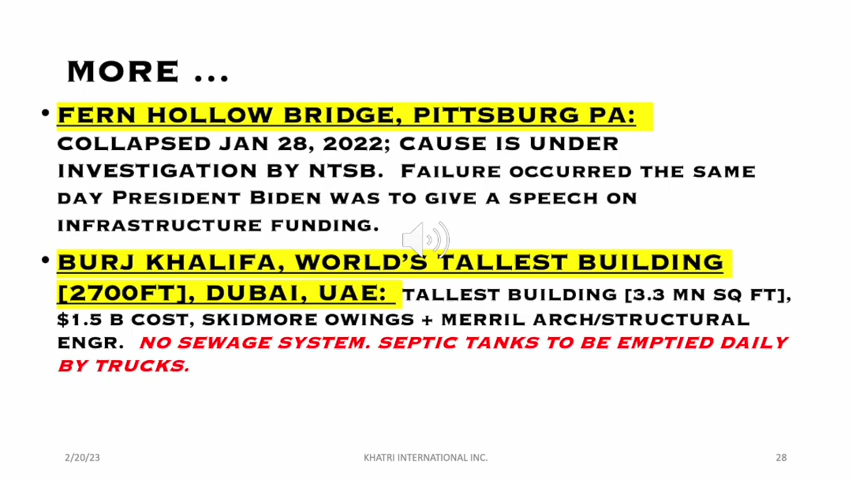 MORE ...
• FERN HOLLOW BRIDGE, PITTSBURG PA:
COLLAPSED JAN 28, 2022; CAUSE IS UNDER
INVESTIGATION BY NTSB. FAILURE OCCURRED THE SAME
DAY PRESIDENT BIDEN WAS TO GIVE A SPEECH ON
INFRASTRUCTURE FUNDING.
• BURJ KHALIFA, WORLD'S TALLEST BUILDING
[2700FT], DUBAI, UAE: TALLEST BUILDING [3.3 MN SQ FT],
$1.5 B COST, SKIDMORE OWINGS + MERRIL ARCH/STRUCTURAL
ENGR. NO SEWAGE SYSTEM. SEPTIC TANKS TO BE EMPTIED DAILY
BY TRUCKS.
2/20/23 KHATRI INTERNATIONAL INC. 28